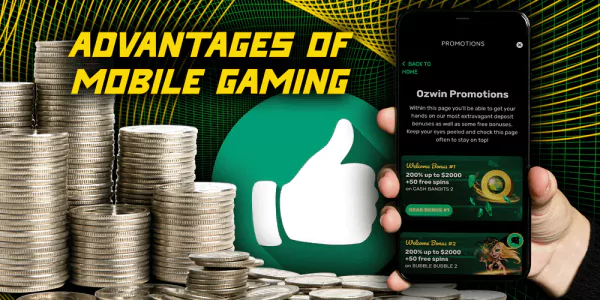 ADVANTAGES OF
MOBILE GAMING
PROMOTIONS
BACK TO
HOME
Ozwin Promotions
Within this page you'll be able to get your
hands on our most extravagant deposit
bonuses as well as some free bonuses.
Keep your eyes peeled and check this page
often to stay on top!
Welcome Bonus #1
200% up to $2000
+50 free spins
on CASH BANDITS 2
GRAB BONUS #1
Welcome Bonus #2
200% up to $2000
+50 free spins
on BUBBLE BUBBLE 2